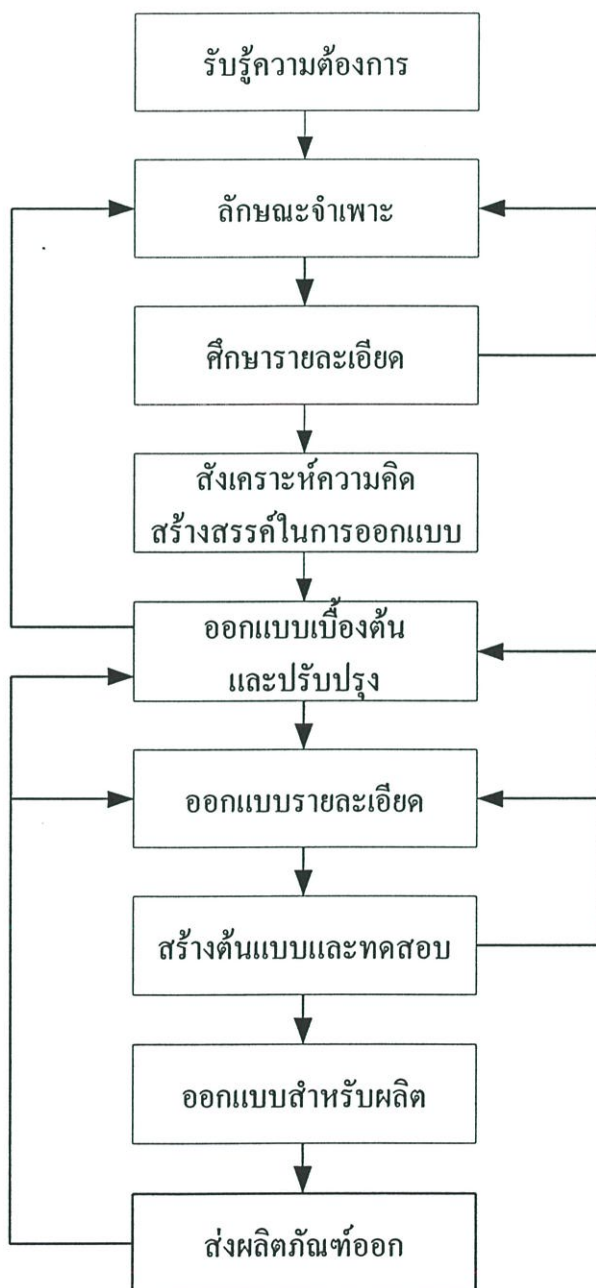 รับรู้ความต้องการ
ลักษณะจำเพาะ
ศึกษารายละเอียด
สังเคราะห์ความคิด
สร้างสรรค์ในการออกแบบ
ออกแบบเบื้องต้น
และปรับปรุง
ออกแบบรายละเอียด
สร้างต้นแบบและทดสอบ
ออกแบบสำหรับผลิต
ส่งผลิตภัณฑ์ออก